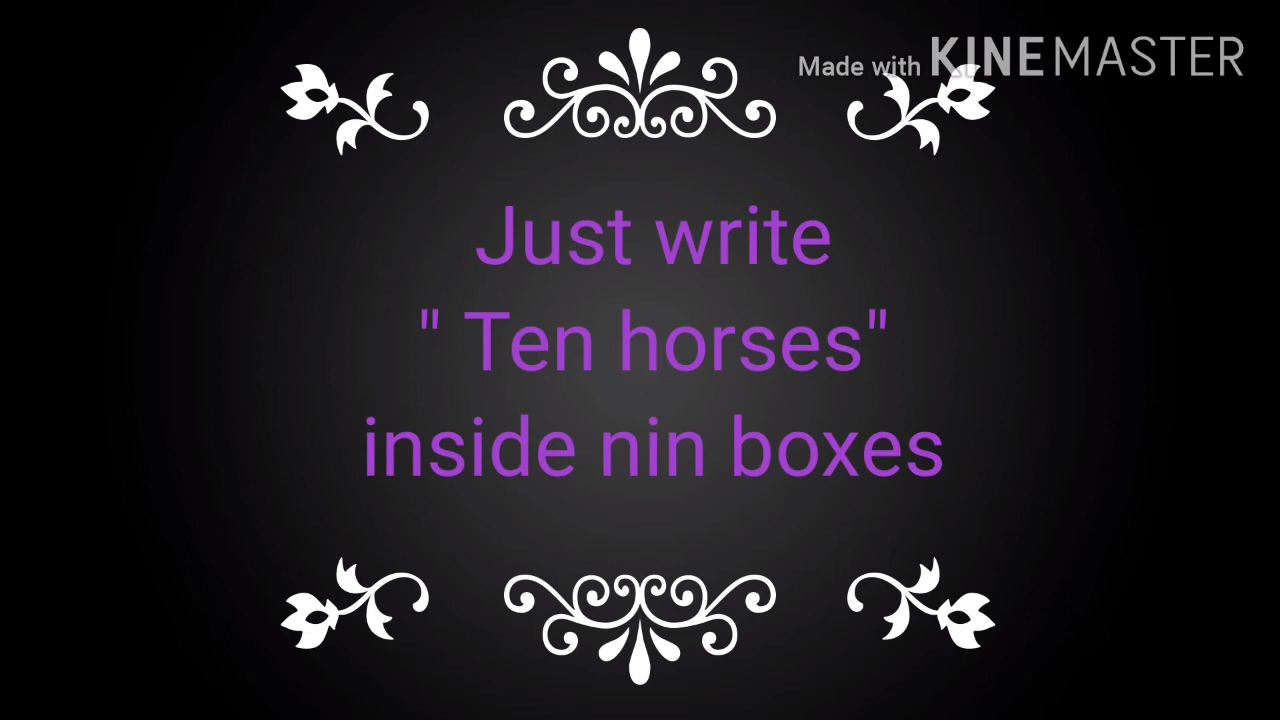 Made with KINEMASTER
Just write
" Ten horses"
inside nin boxes